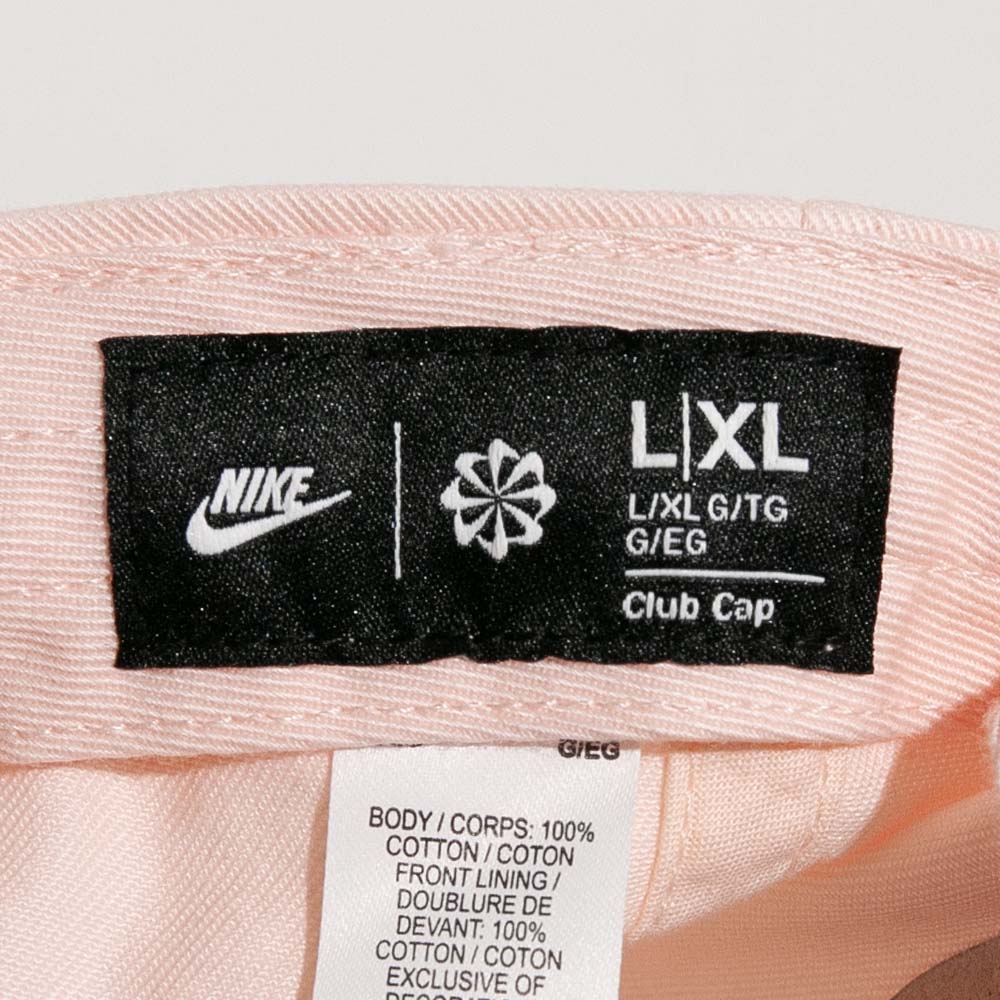 NIKE
L|XL
L/XL G/TG
G/EG
Club Cap
G/EG
BODY / CORPS: 100%
COTTON / COTON
FRONT LINING /
DOUBLURE DE
DEVANT: 100%
COTTON / COTON
EXCLUSIVE OF